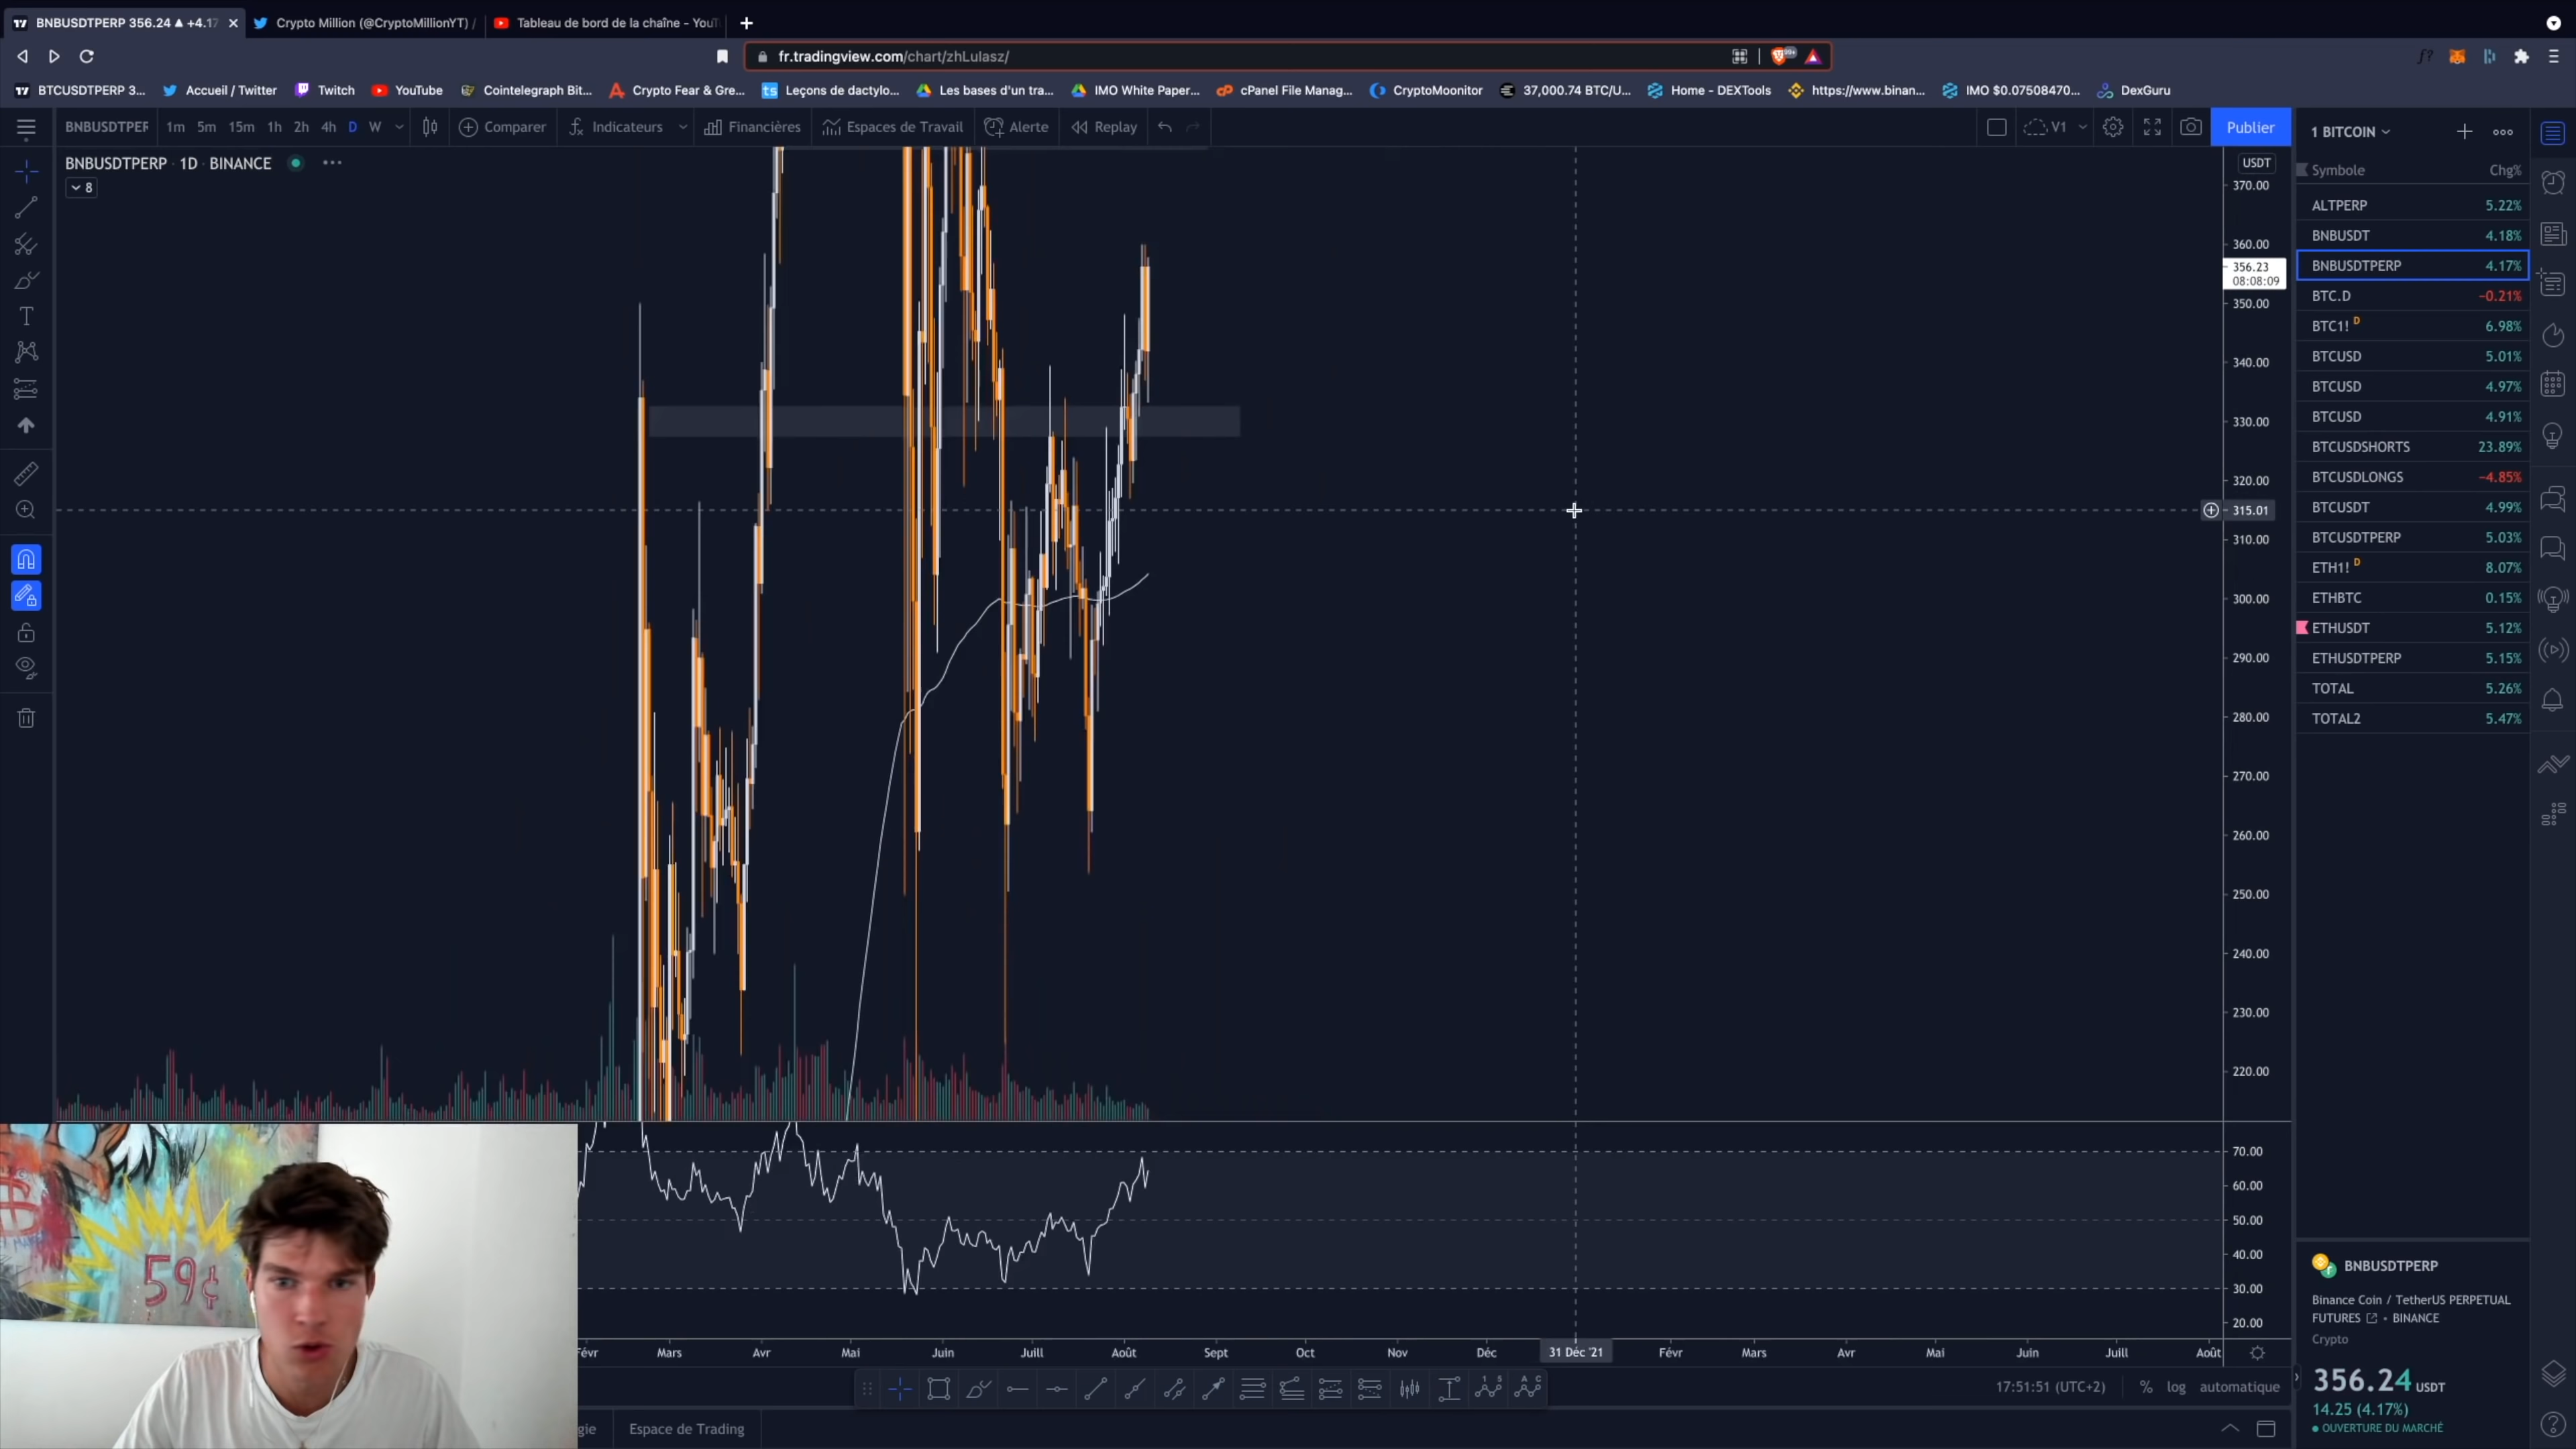 BNBUSDTPERP 356.24 ▲ +4.17
Crypto Million (@CryptoMillionYT) /
Tableau de bord de la chaîne - YouT
fr.tradingview.com/chart/zhLulasz/
BTCUSDTPERP 3...
Accueil / Twitter
Twitch
YouTube
Cointelegraph Bit...
Crypto Fear & Gre...
Leçons de dactylo...
Les bases d'un tra...
IMO White Paper...
cPanel File Manag...
CryptoMoonitor
37,000.74 BTC/U...
Home - DEXTools
https://www.binan...
IMO $0.07508470...
DexGuru
BNBUSDTPER
1m 5m 15m 1h 2h 4h D W
Comparer
Indicateurs
Financières
Espaces de Travail
Alerte
Replay
V1
Publier
BNBUSDTPERP · 1D · BINANCE
8
USDT
370.00
360.00
356.23
08:08:09
350.00
340.00
330.00
320.00
315.01
310.00
300.00
290.00
280.00
270.00
260.00
250.00
240.00
230.00
220.00
70.00
60.00
50.00
40.00
30.00
20.00
1 BITCOIN
Symbole Chg%
ALTPERP 5.22%
BNBUSDT 4.18%
BNBUSDTPERP 4.17%
BTC.D −0.21%
BTC1! D 6.98%
BTCUSD 5.01%
BTCUSD 4.97%
BTCUSD 4.91%
BTCUSDSHORTS 23.89%
BTCUSDLONGS −4.85%
BTCUSDT 4.99%
BTCUSDTPERP 5.03%
ETH1! D 8.07%
ETHBTC 0.15%
ETHUSDT 5.12%
ETHUSDTPERP 5.15%
TOTAL 5.26%
TOTAL2 5.47%
59¢
Févr Mars Avr Mai Juin Juill Août Sept Oct Nov Déc 31 Déc '21 Févr Mars Avr Mai Juin Juill Août
17:51:51 (UTC+2) % log automatique
gie
Espace de Trading
BNBUSDTPERP
Binance Coin / TetherUS PERPETUAL
FUTURES • BINANCE
Crypto
356.24 USDT
14.25 (4.17%)
OUVERTURE DU MARCHÉ